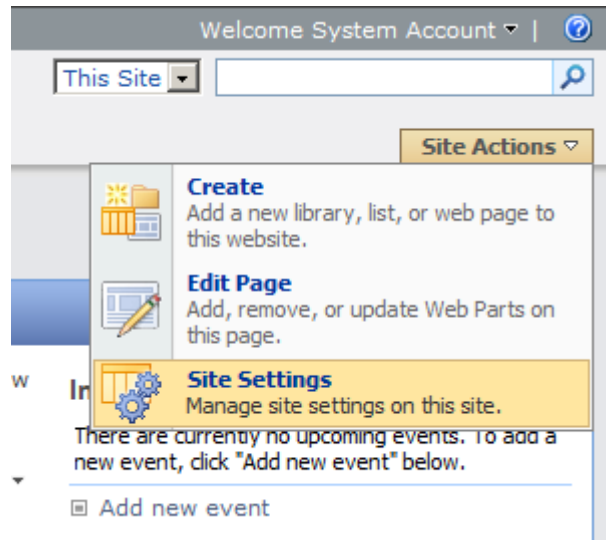 Welcome System Account |
This Site
Site Actions
Create
Add a new library, list, or web page to
this website.
Edit Page
Add, remove, or update Web Parts on
this page.
Site Settings
Manage site settings on this site.
w
In
There are currently no upcoming events. To add a
new event, click "Add new event" below.
Add new event